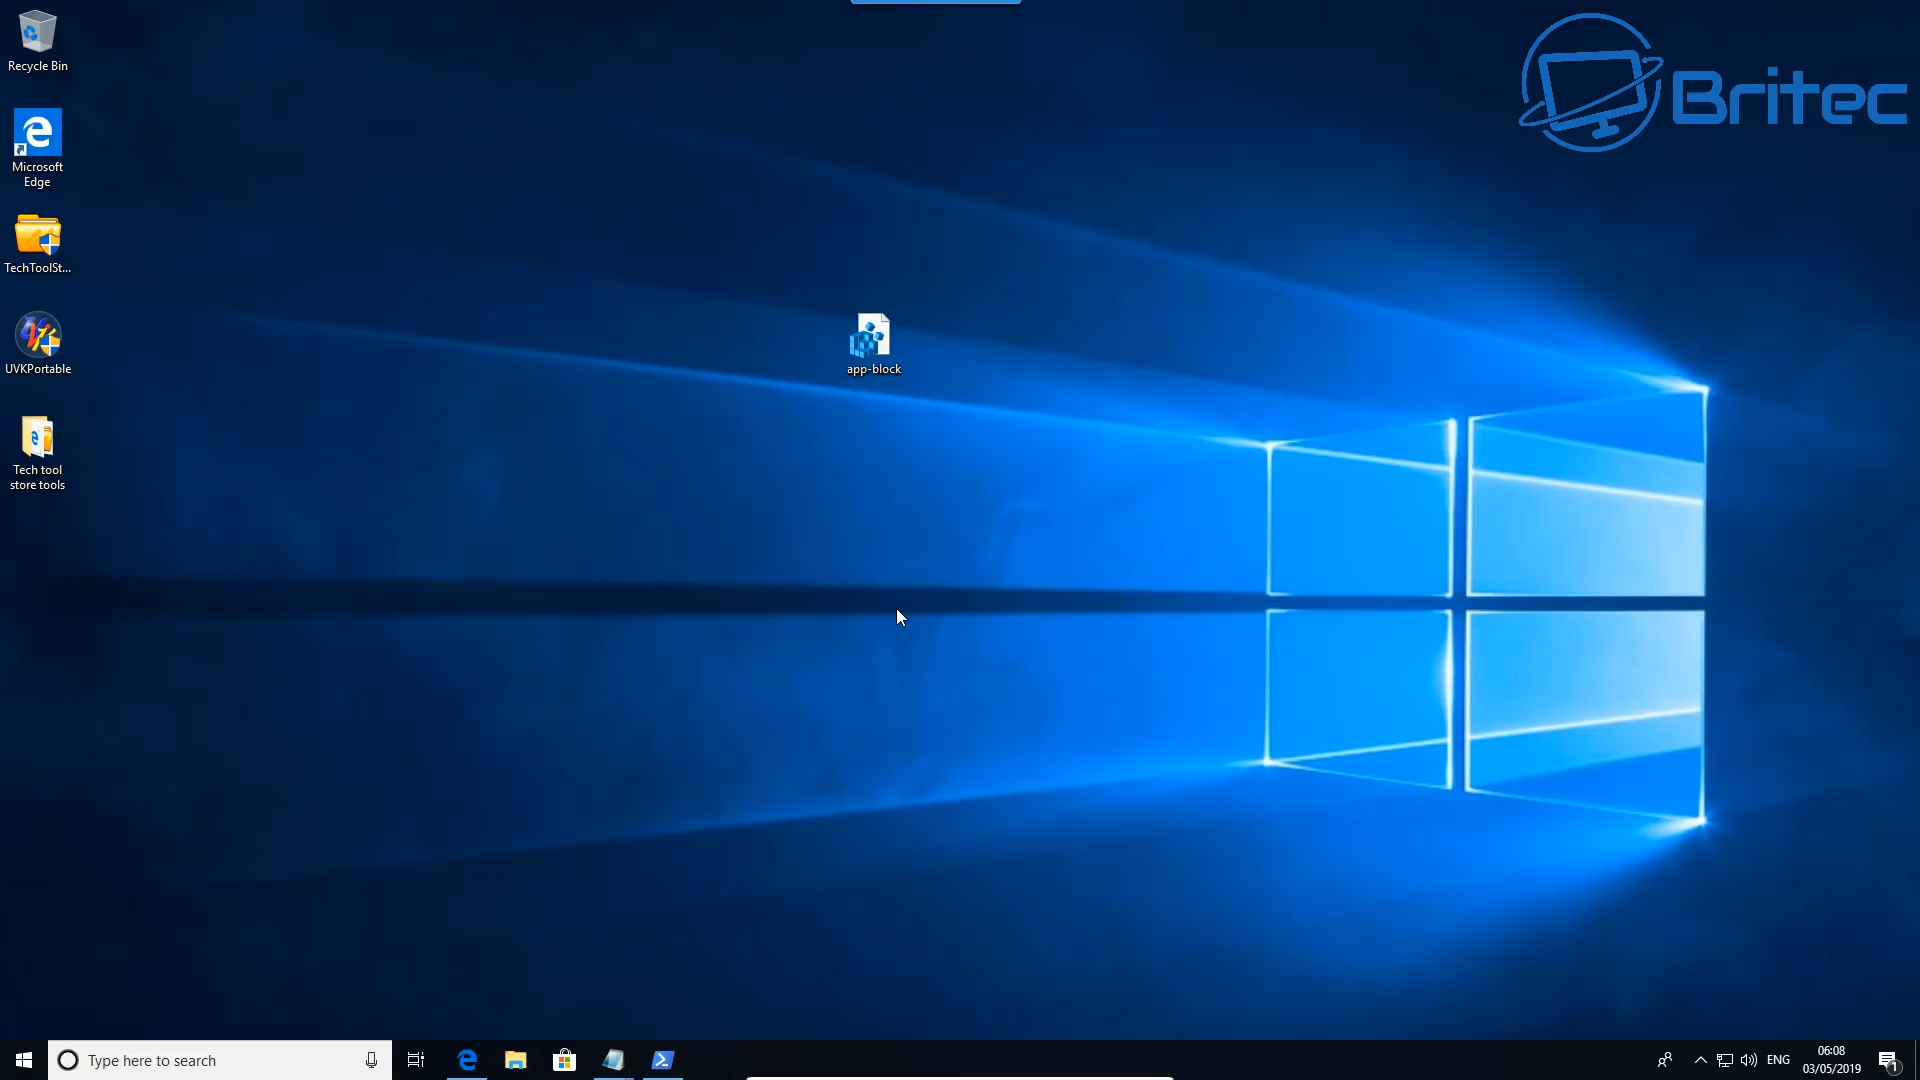 Recycle Bin
Britec
Microsoft
Edge
TechToolSt...
UVKPortable
app-block
Tech tool
store tools
Type here to search
ENG
06:08
03/05/2019
1